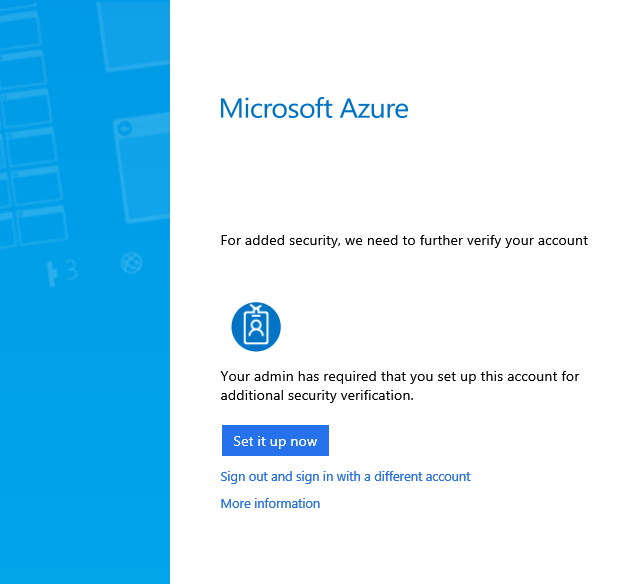 Microsoft Azure
For added security, we need to further verify your account
3
Your admin has required that you set up this account for
additional security verification.
Set it up now
Sign out and sign in with a different account
More information